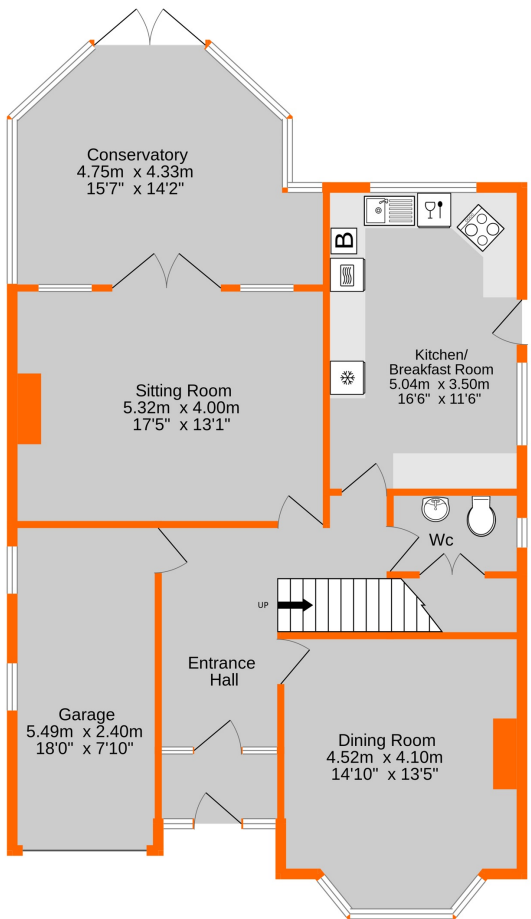 Conservatory
4.75m x 4.33m
15'7" x 14'2"
B
Kitchen/
Breakfast Room
5.04m x 3.50m
16'6" x 11'6"
Sitting Room
5.32m x 4.00m
17'5" x 13'1"
Wc
UP
Entrance
Hall
Garage
5.49m x 2.40m
18'0" x 7'10"
Dining Room
4.52m x 4.10m
14'10" x 13'5"